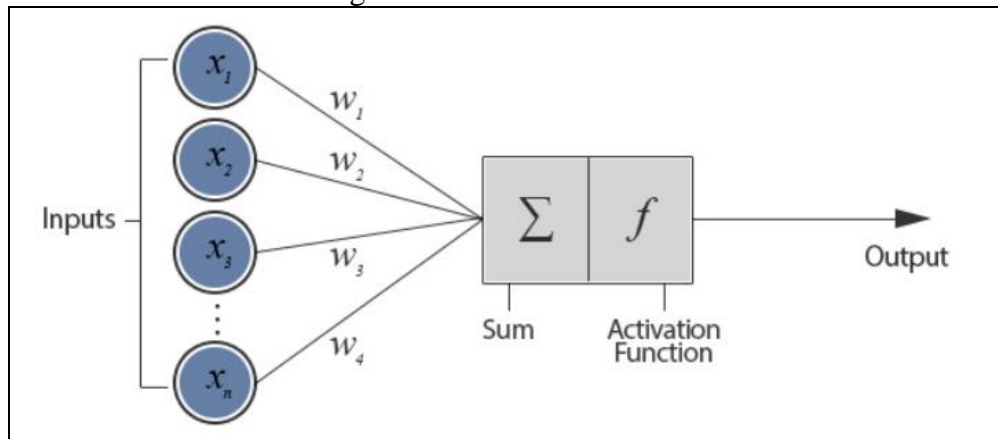 x₁
w₁
x₂
w₂
Inputs
x₃
w₃
xₙ
w₄
Σ
f
Output
Sum
Activation
Function